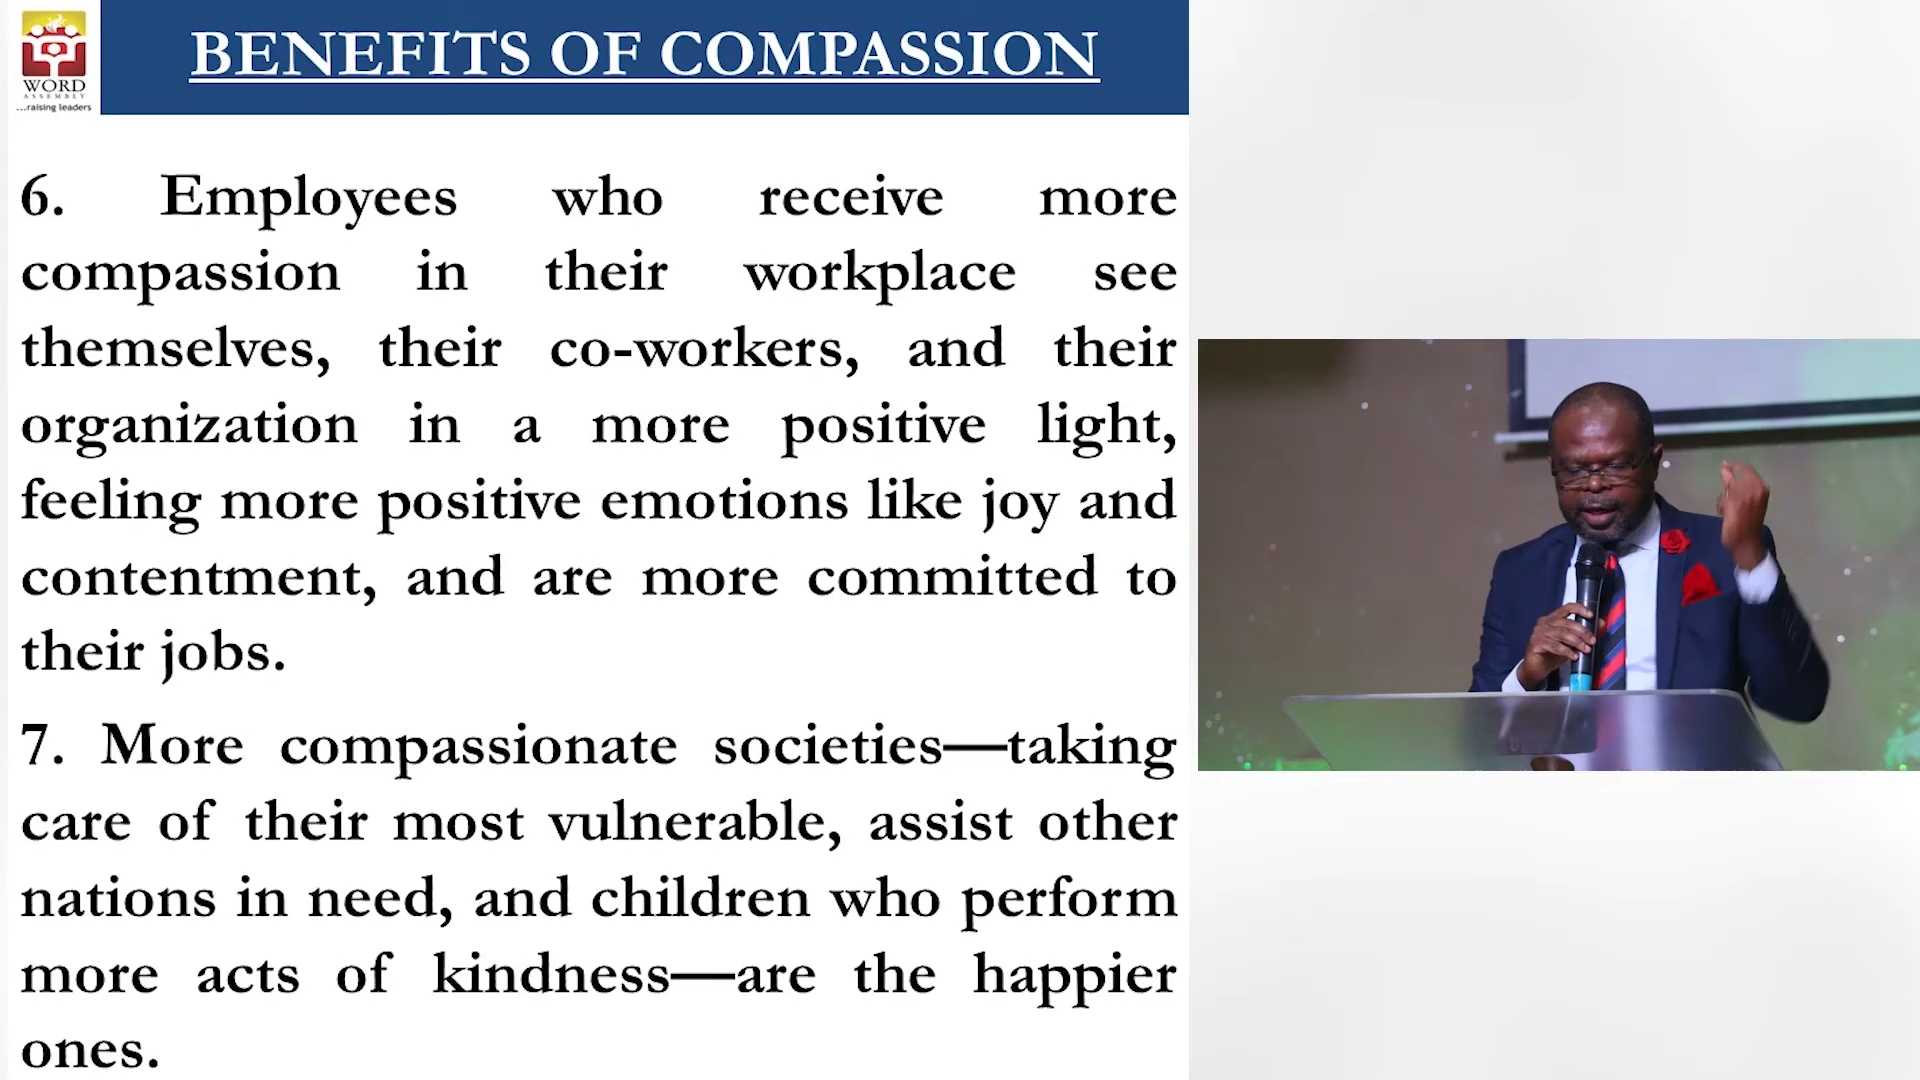 WORD
ASSEMBLY
...raising leaders
BENEFITS OF COMPASSION
6. Employees who receive more
compassion in their workplace see
themselves, their co-workers, and their
organization in a more positive light,
feeling more positive emotions like joy and
contentment, and are more committed to
their jobs.
7. More compassionate societies—taking
care of their most vulnerable, assist other
nations in need, and children who perform
more acts of kindness—are the happier
ones.